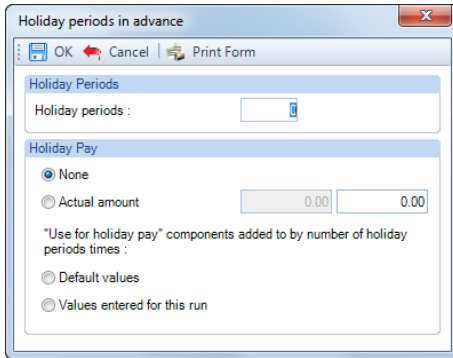 Holiday periods in advance
OK Cancel Print Form
Holiday Periods
Holiday periods : 0
Holiday Pay
None
Actual amount 0.00 0.00
"Use for holiday pay" components added to by number of holiday
periods times :
Default values
Values entered for this run